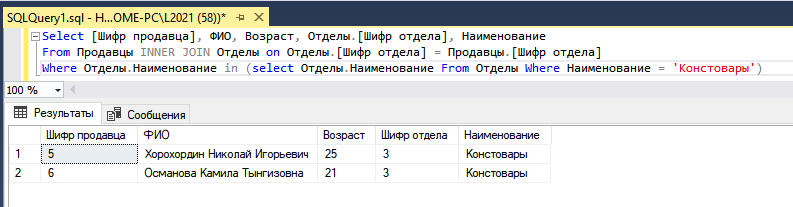 SQLQuery1.sql - H...OME-PC\L2021 (58))*
Select [Шифр продавца], ФИО, Возраст, Отделы.[Шифр отдела], Наименование
From Продавцы INNER JOIN Отделы on Отделы.[Шифр отдела] = Продавцы.[Шифр отдела]
Where Отделы.Наименование in (select Отделы.Наименование From Отделы Where Наименование = 'Констовары')
100 %
Результаты Сообщения
Шифр продавца ФИО Возраст Шифр отдела Наименование
1 5 Хорохордин Николай Игорьевич 25 3 Констовары
2 6 Османова Камила Тынгизовна 21 3 Констовары